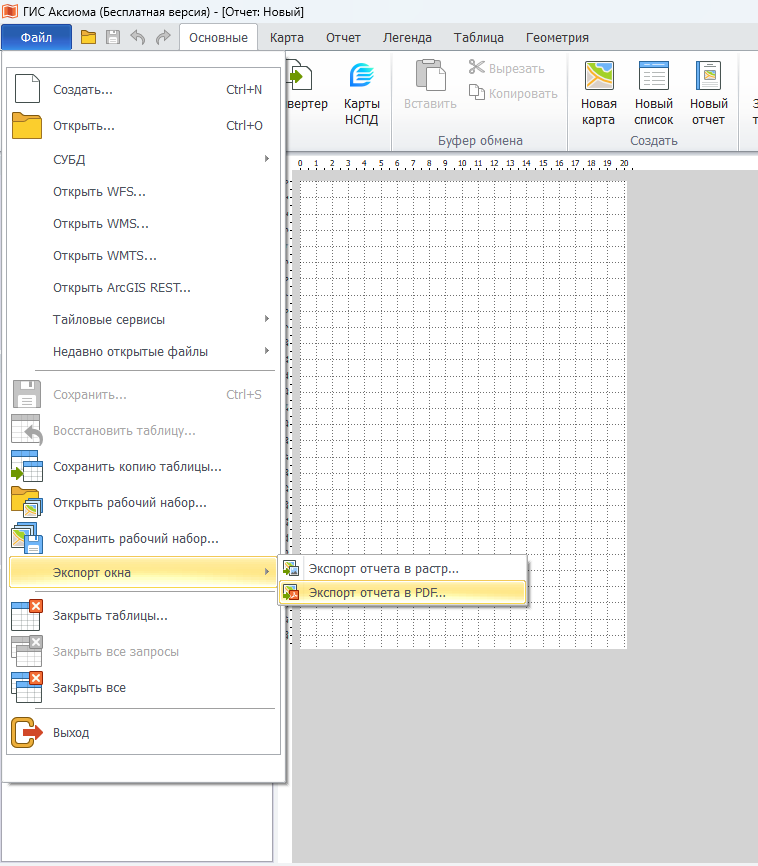 ГИС Аксиома (Бесплатная версия) - [Отчет: Новый]
Файл Основные Карта Отчет Легенда Таблица Геометрия
Создать... Ctrl+N
Открыть... Ctrl+O
СУБД
Открыть WFS...
Открыть WMS...
Открыть WMTS...
Открыть ArcGIS REST...
Тайловые сервисы
Недавно открытые файлы
Сохранить... Ctrl+S
Восстановить таблицу...
Сохранить копию таблицы...
Открыть рабочий набор...
Сохранить рабочий набор...
Экспорт окна
Закрыть таблицы...
Закрыть все запросы
Закрыть все
Выход
Экспорт отчета в растр...
Экспорт отчета в PDF...
вертер
Карты
НСПД
Вставить
Вырезать
Копировать
Буфер обмена
Новая
карта
Новый
список
Новый
отчет
Создать
0 1 2 3 4 5 6 7 8 9 10 11 12 13 14 15 16 17 18 19 20